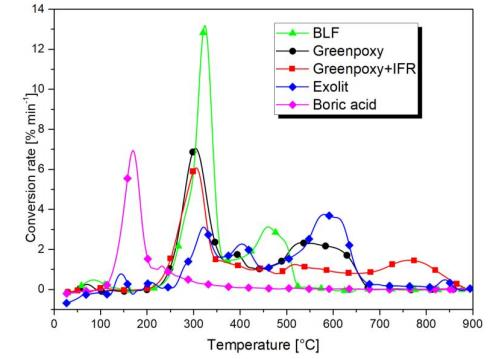 14
12
10
8
6
4
2
0
Conversion rate [% min⁻¹]
BLF
Greenpoxy
Greenpoxy+IFR
Exolit
Boric acid
0 100 200 300 400 500 600 700 800 900
Temperature [°C]